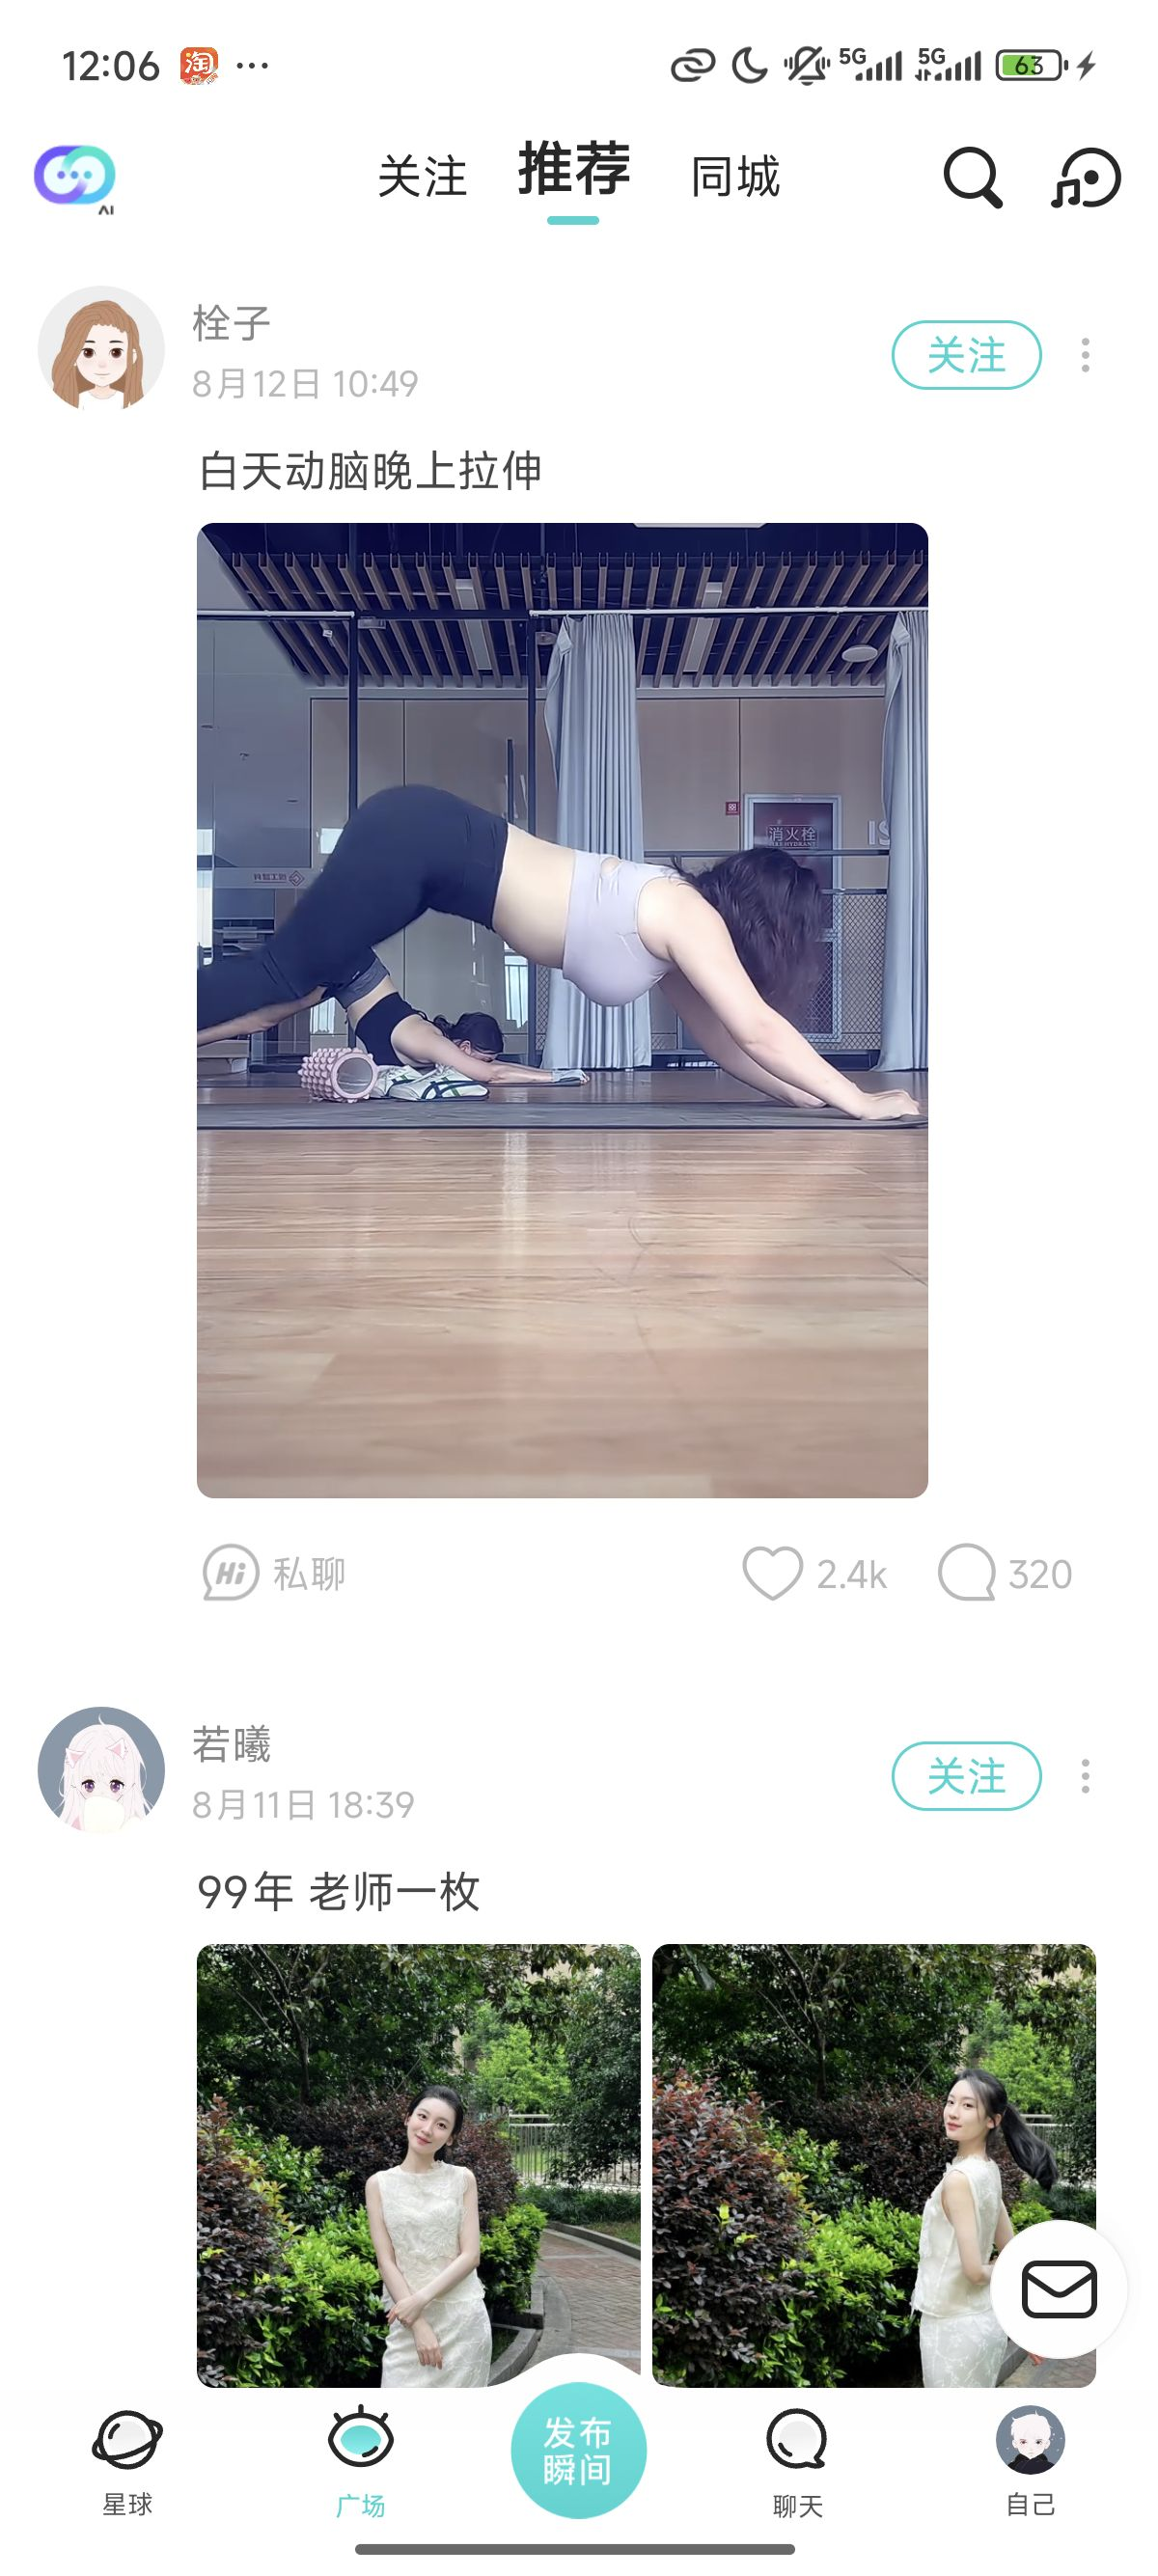 12:06 淘 ... 5G 5G 63
AI
关注 推荐 同城
栓子
8月12日 10:49
关注
白天动脑晚上拉伸
消火栓
Hi 私聊 2.4k 320
若曦
8月11日 18:39
关注
99年 老师一枚
发布
瞬间
星球 广场 聊天 自己